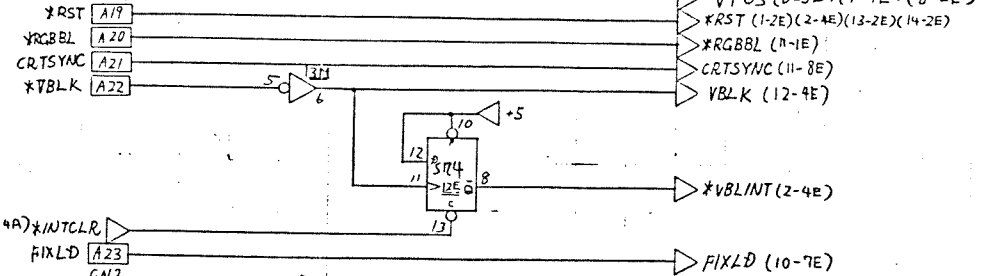 *RST A19 *RST (1-2E)(2-4E)(13-2E)(14-2E)
*RGBBL A20 *RGBBL (11-1E)
CRTSYNC A21 CRTSYNC (11-8E)
*VBLK A22 5 3M 6 VBLK (12-4E)
10 +5
12 D S74
11 12E Q̅ 8 *VBLINT (2-4E)
C
4A) *INTCLR 13
FIXLD A23 FIXLD (10-7E)